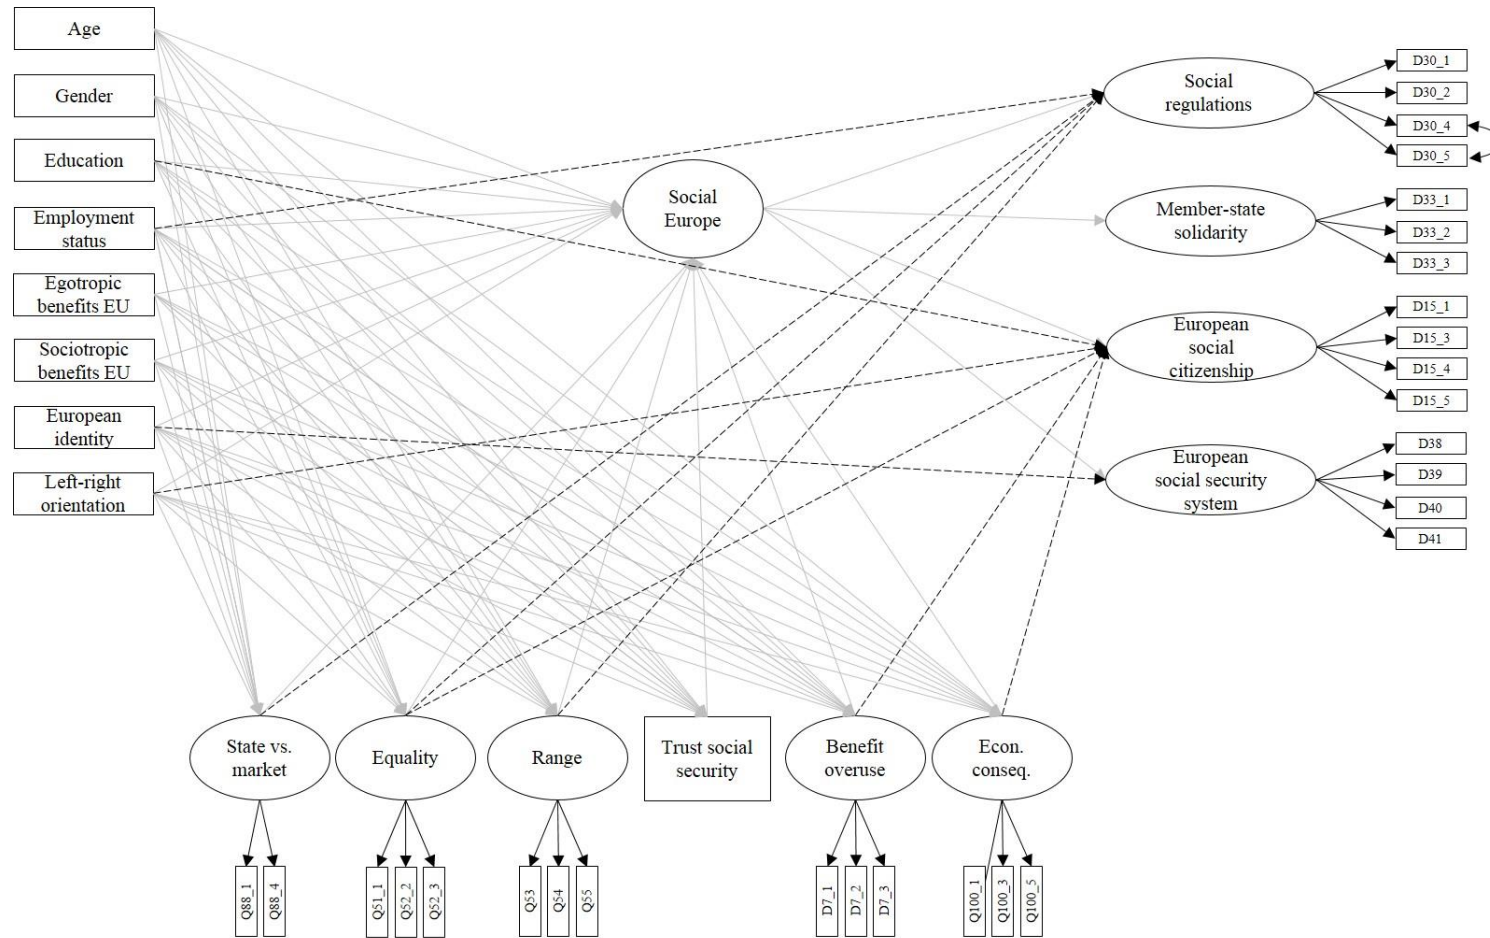 Age
Gender
Education
Employment
status
Egotropic
benefits EU
Sociotropic
benefits EU
European
identity
Left-right
orientation
Social
Europe
Social
regulations
Member-state
solidarity
European
social
citizenship
European
social security
system
D30_1
D30_2
D30_4
D30_5
D33_1
D33_2
D33_3
D15_1
D15_3
D15_4
D15_5
D38
D39
D40
D41
State vs.
market
Equality
Range
Trust social
security
Benefit
overuse
Econ.
conseq.
Q88_1
Q88_4
Q51_1
Q52_2
Q52_3
Q53
Q54
Q55
D7_1
D7_2
D7_3
Q100_1
Q100_3
Q100_5